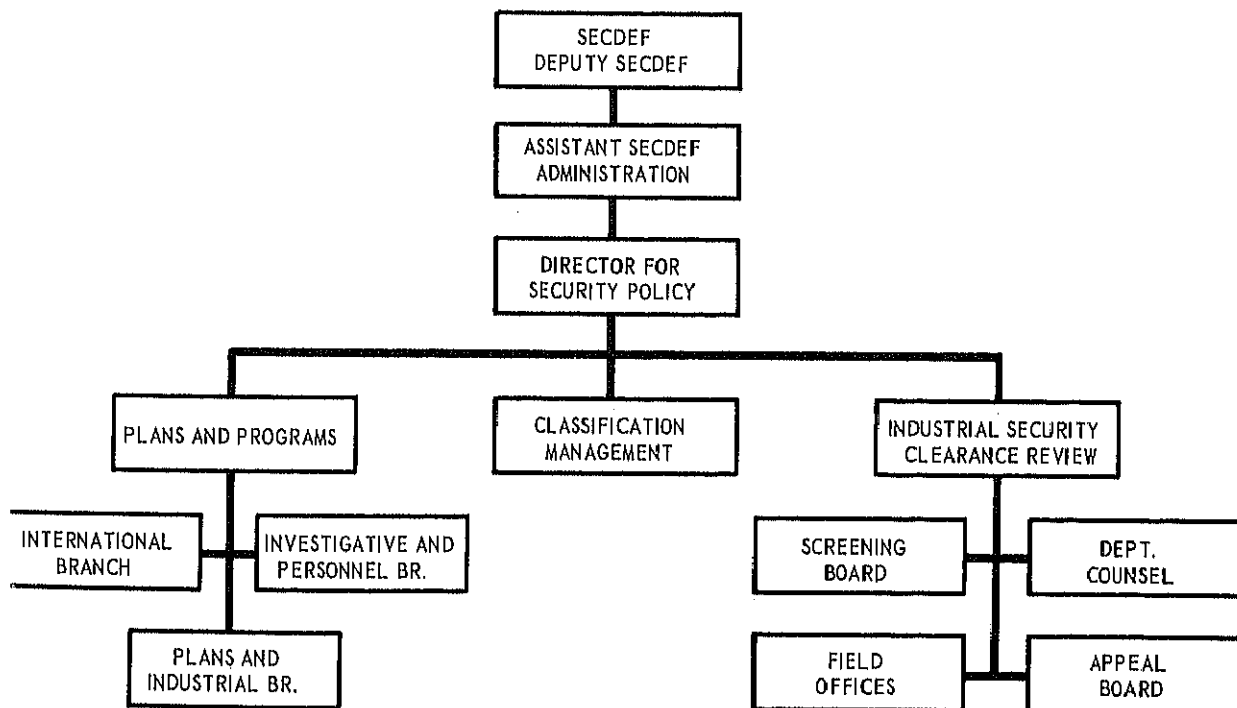 SECDEF
DEPUTY SECDEF
ASSISTANT SECDEF
ADMINISTRATION
DIRECTOR FOR
SECURITY POLICY
PLANS AND PROGRAMS
CLASSIFICATION
MANAGEMENT
INDUSTRIAL SECURITY
CLEARANCE REVIEW
INTERNATIONAL
BRANCH
INVESTIGATIVE AND
PERSONNEL BR.
SCREENING
BOARD
DEPT.
COUNSEL
PLANS AND
INDUSTRIAL BR.
FIELD
OFFICES
APPEAL
BOARD